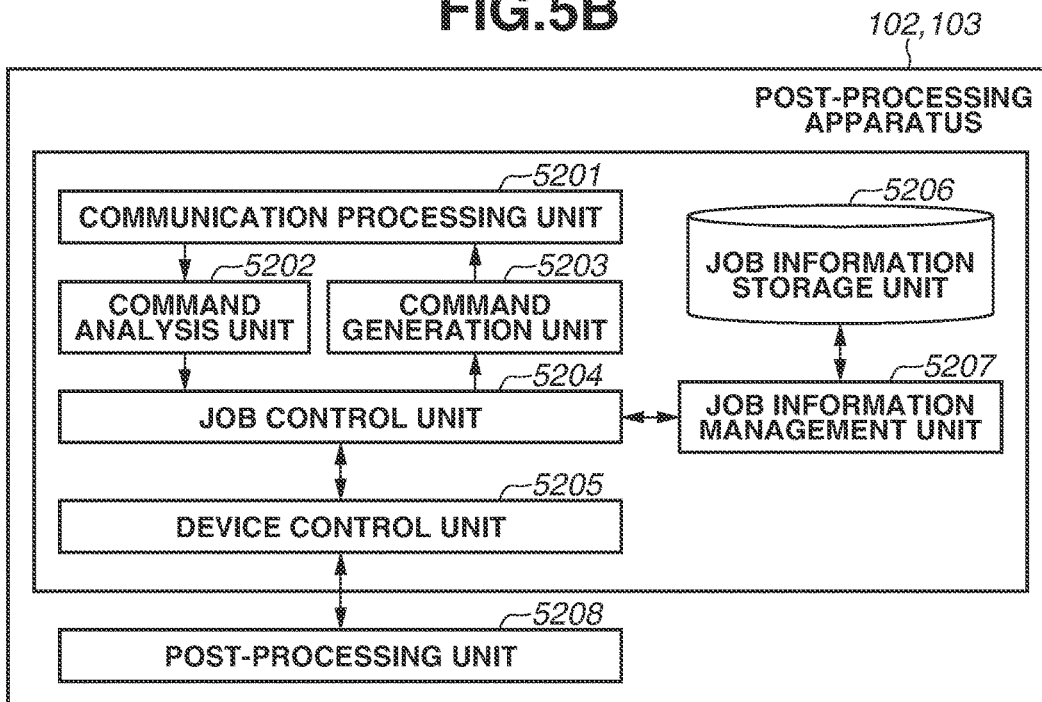 FIG.5B
102,103
POST-PROCESSING
APPARATUS
5201
COMMUNICATION PROCESSING UNIT
5206
JOB INFORMATION
STORAGE UNIT
5202
COMMAND
ANALYSIS UNIT
5203
COMMAND
GENERATION UNIT
5204
JOB CONTROL UNIT
5207
JOB INFORMATION
MANAGEMENT UNIT
5205
DEVICE CONTROL UNIT
5208
POST-PROCESSING UNIT